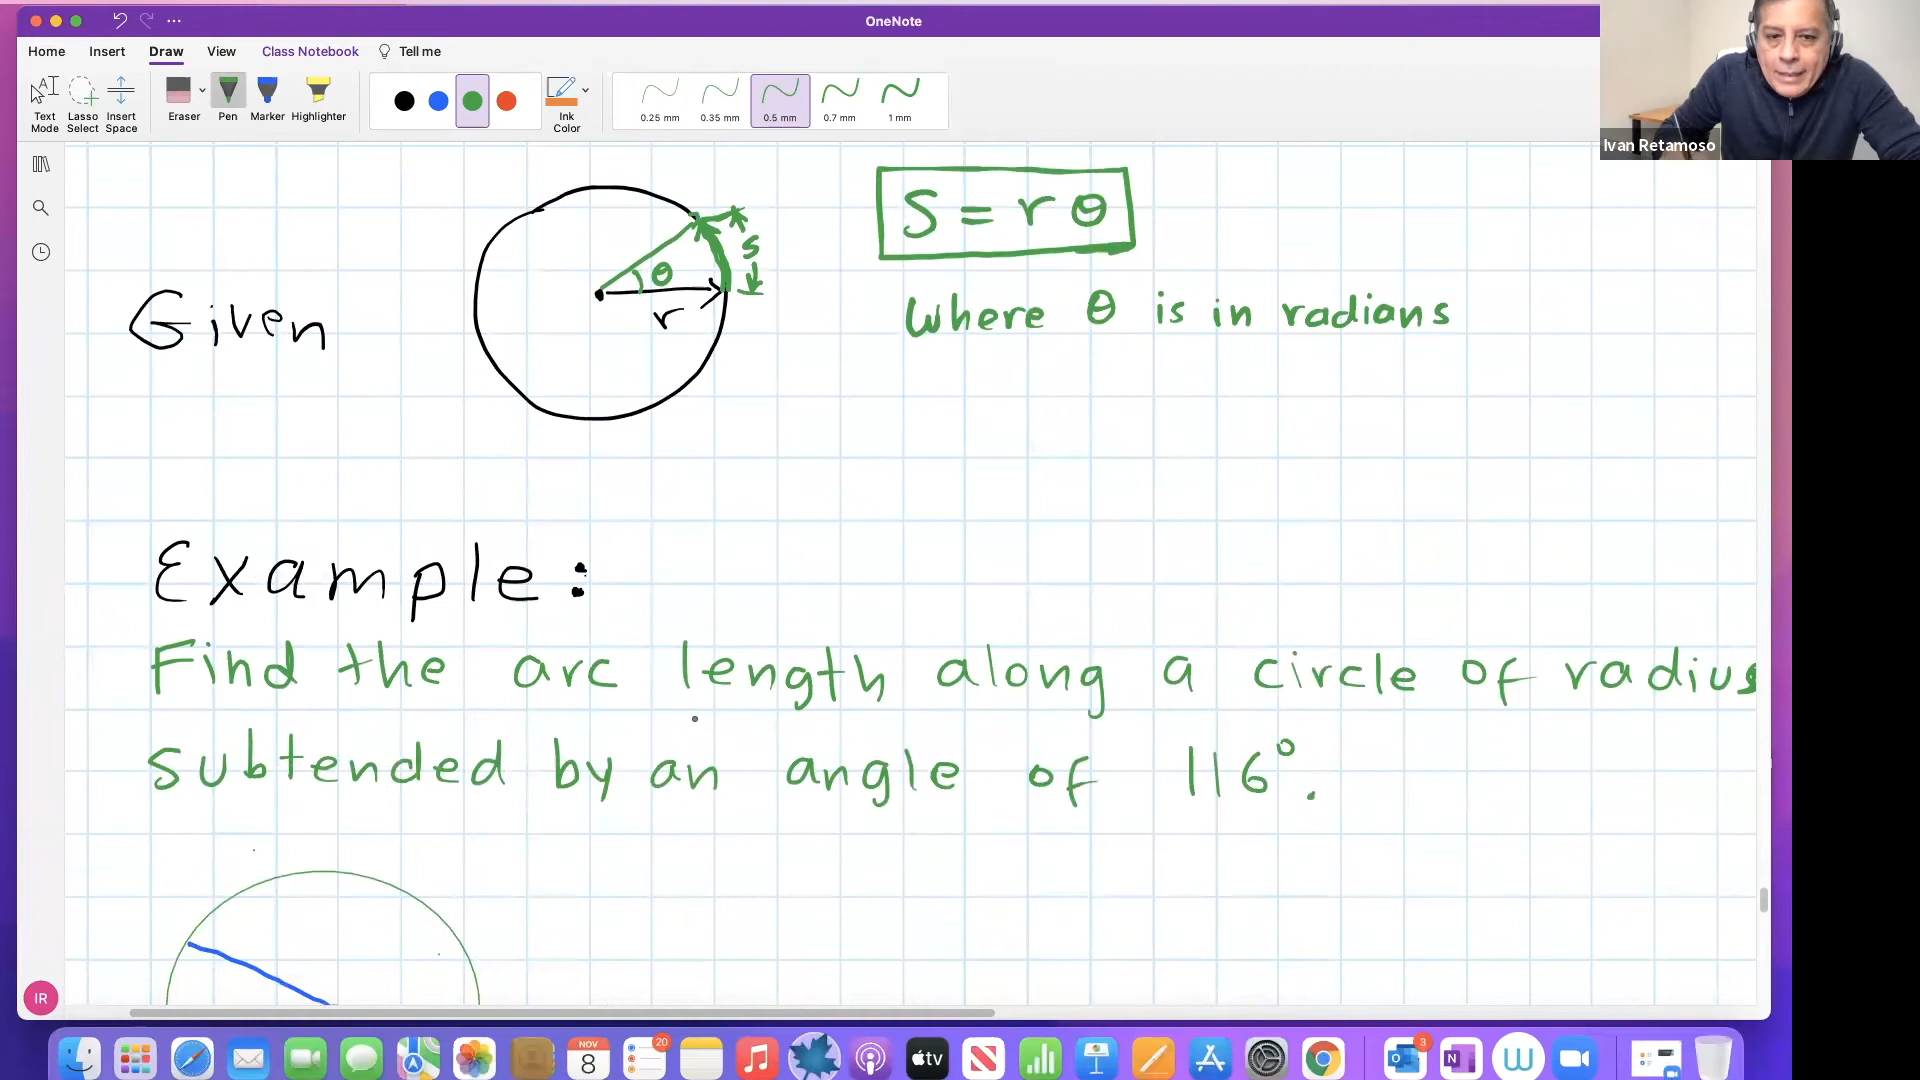 OneNote
Home Insert Draw View Class Notebook Tell me
Text Mode
Lasso Select
Insert Space
Eraser
Pen
Marker
Highlighter
Ink Color
0.25 mm
0.35 mm
0.5 mm
0.7 mm
1 mm
Ivan Retamoso
Given
θ
r
s
S = r θ
Where θ is in radians
Example:
Find the arc length along a circle of radius
subtended by an angle of 116°.
IR
NOV
8
20
tv
3